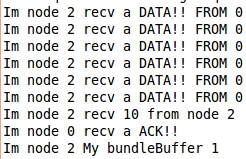 Im node 2 recv a DATA!! FROM 0
Im node 2 recv a DATA!! FROM 0
Im node 2 recv a DATA!! FROM 0
Im node 2 recv a DATA!! FROM 0
Im node 2 recv a DATA!! FROM 0
Im node 2 recv a DATA!! FROM 0
Im node 2 recv 10 from node 2
Im node 0 recv a ACK!!
Im node 2 My bundleBuffer 1